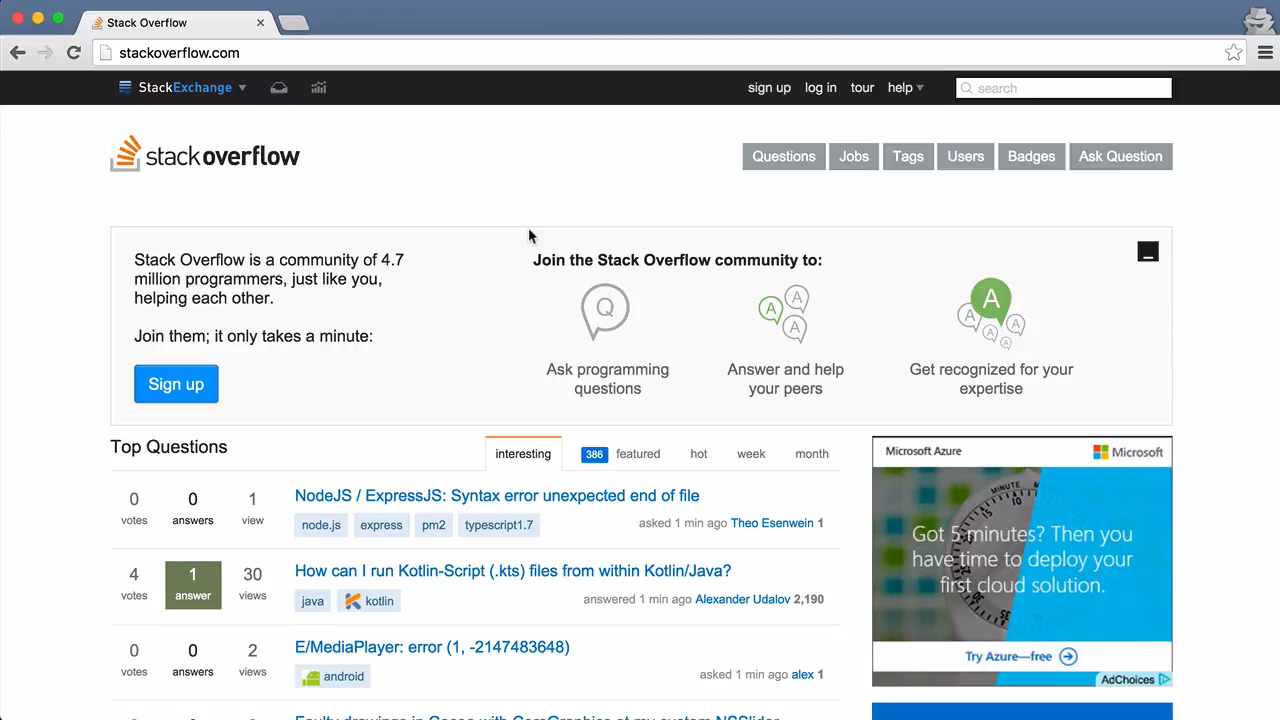 Stack Overflow
stackoverflow.com
StackExchange
sign up log in tour help
search
stackoverflow
Questions Jobs Tags Users Badges Ask Question
Stack Overflow is a community of 4.7
million programmers, just like you,
helping each other.
Join them; it only takes a minute:
Sign up
Join the Stack Overflow community to:
Q
A
A
A
A
A
A
A
A
Ask programming
questions
Answer and help
your peers
Get recognized for your
expertise
Top Questions
interesting 386 featured hot week month
0 0 1
votes answers view
NodeJS / ExpressJS: Syntax error unexpected end of file
node.js express pm2 typescript1.7
asked 1 min ago Theo Esenwein 1
4 1 30
votes answer views
How can I run Kotlin-Script (.kts) files from within Kotlin/Java?
java kotlin
answered 1 min ago Alexander Udalov 2,190
0 0 2
votes answers views
E/MediaPlayer: error (1, -2147483648)
android
asked 1 min ago alex 1
Microsoft Azure Microsoft
MINUTE
Got 5 minutes? Then you
have time to deploy your
first cloud solution.
Try Azure—free
AdChoices